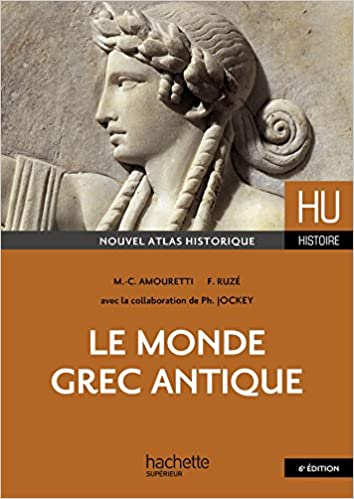 HU
HISTOIRE
NOUVEL ATLAS HISTORIQUE
M.-C. AMOURETTI F. RUZÉ
avec la collaboration de Ph. JOCKEY
LE MONDE
GREC ANTIQUE
6e ÉDITION
hachette
SUPÉRIEUR